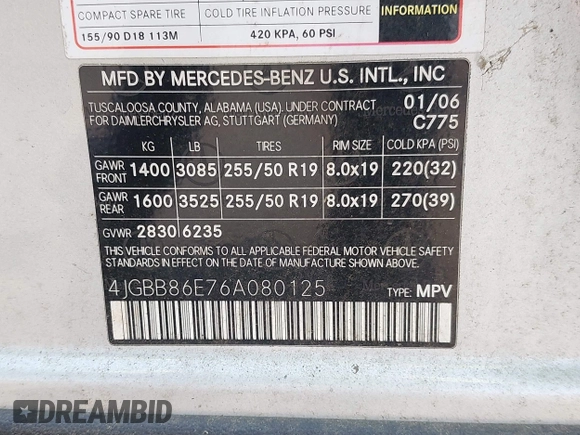 COMPACT SPARE TIRE COLD TIRE INFLATION PRESSURE INFORMATION
155/90 D18 113M 420 KPA, 60 PSI
MFD BY MERCEDES-BENZ U.S. INTL., INC
TUSCALOOSA COUNTY, ALABAMA (USA). UNDER CONTRACT 01/06
FOR DAIMLERCHRYSLER AG, STUTTGART (GERMANY) C775
KG LB TIRES RIM SIZE COLD KPA (PSI)
GAWR FRONT 1400 3085 255/50 R19 8.0x19 220(32)
GAWR REAR 1600 3525 255/50 R19 8.0x19 270(39)
GVWR 2830 6235
THIS VEHICLE CONFORMS TO ALL APPLICABLE FEDERAL MOTOR VEHICLE SAFETY
BUMPER, AND THEFT PREVENTION STANDARDS IN EFFECT ON THE DATE OF
MANUFACTURE SHOWN ABOVE.
4JGBB86E76A080125 TYPE: MPV
DREAMBID